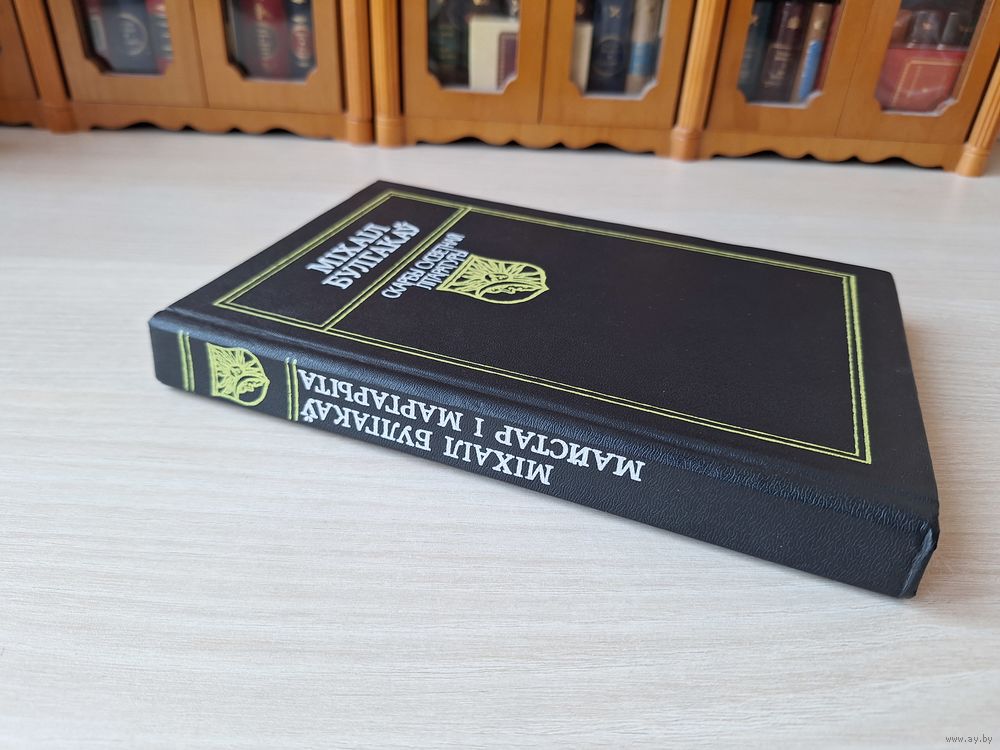 МІХАІЛ
БУЛГАКАЎ
СКАРБЫ СУСВЕТНАЙ
ЛІТАРАТУРЫ
МІХАІЛ БУЛГАКАЎ
МАЙСТАР І МАРГАРЫТА
www.ay.by